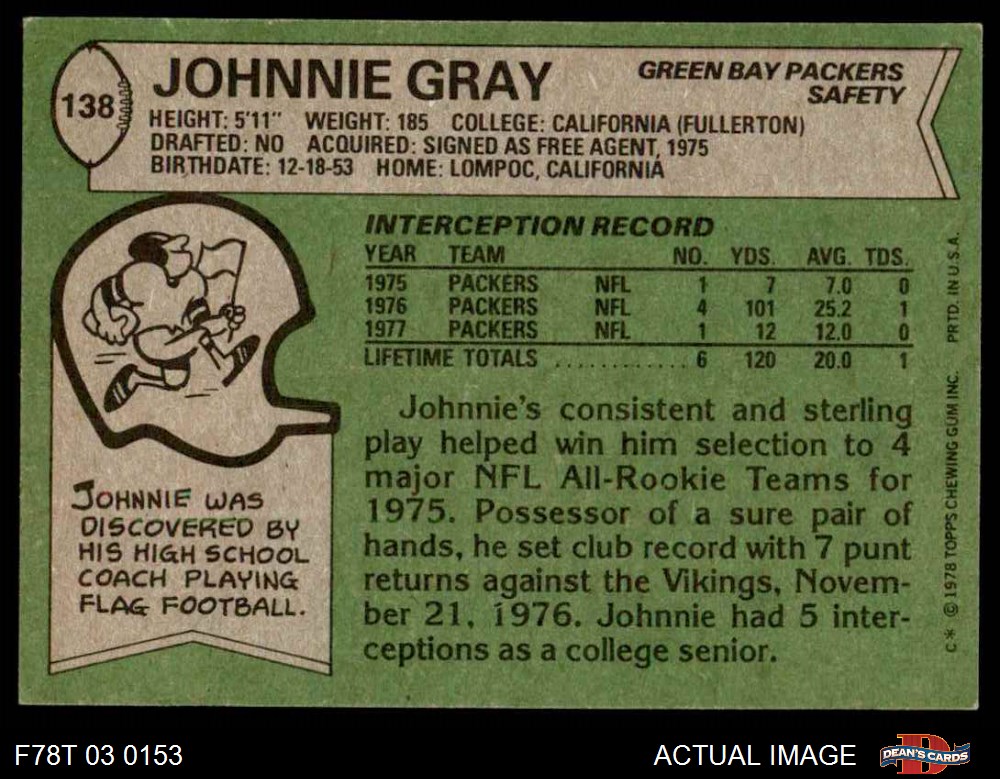 138
JOHNNIE GRAY
GREEN BAY PACKERS
SAFETY
HEIGHT: 5'11" WEIGHT: 185 COLLEGE: CALIFORNIA (FULLERTON)
DRAFTED: NO ACQUIRED: SIGNED AS FREE AGENT, 1975
BIRTHDATE: 12-18-53 HOME: LOMPOC, CALIFORNIA
INTERCEPTION RECORD
YEAR TEAM NO. YDS. AVG. TDS.
1975 PACKERS NFL 1 7 7.0 0
1976 PACKERS NFL 4 101 25.2 1
1977 PACKERS NFL 1 12 12.0 0
LIFETIME TOTALS . . . . . . . . . . . . 6 120 20.0 1
Johnnie's consistent and sterling
play helped win him selection to 4
major NFL All-Rookie Teams for
1975. Possessor of a sure pair of
hands, he set club record with 7 punt
returns against the Vikings, Novem-
ber 21, 1976. Johnnie had 5 inter-
ceptions as a college senior.
JOHNNIE WAS
DISCOVERED BY
HIS HIGH SCHOOL
COACH PLAYING
FLAG FOOTBALL.
C* © 1978 TOPPS CHEWING GUM INC. PRTD. IN U.S.A.
F78T 03 0153
ACTUAL IMAGE
D
DEAN'S CARDS